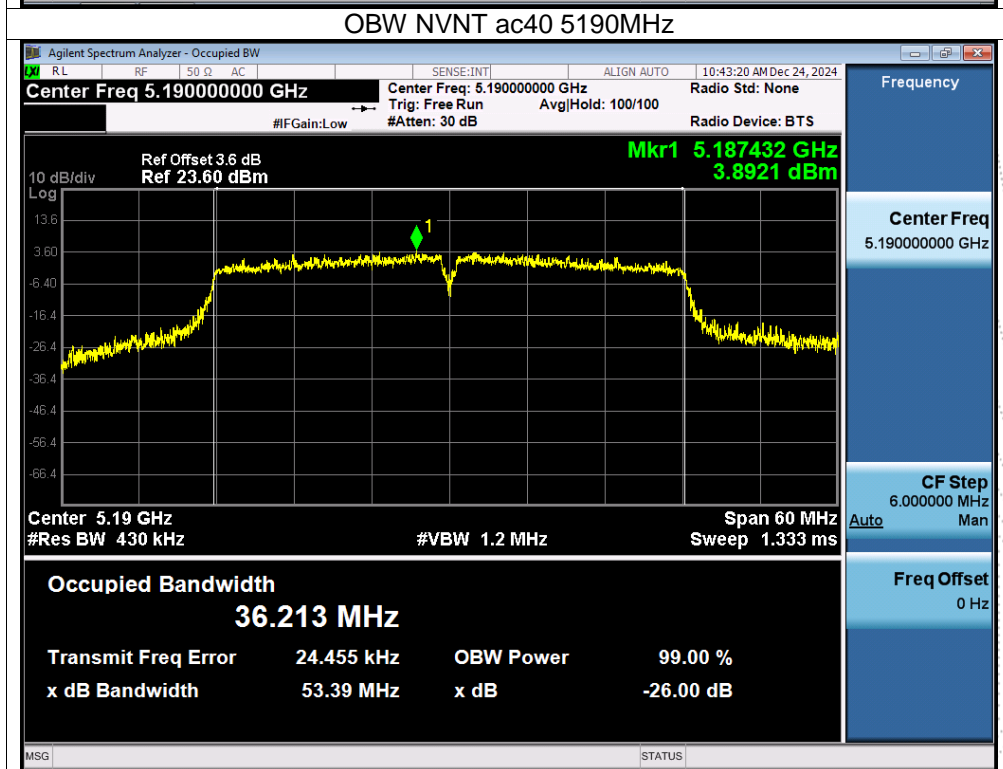 OBW NVNT ac40 5190MHz
Agilent Spectrum Analyzer - Occupied BW
LXI RL RF 50 Ω AC SENSE:INT ALIGN AUTO 10:43:20 AM Dec 24, 2024
Center Freq 5.190000000 GHz
Center Freq: 5.190000000 GHz
Radio Std: None
Trig: Free Run Avg|Hold: 100/100
#IFGain:Low
#Atten: 30 dB
Radio Device: BTS
Frequency
Mkr1 5.187432 GHz
3.8921 dBm
Ref Offset 3.6 dB
10 dB/div Ref 23.60 dBm
Log
13.6
1
3.60
-6.40
-16.4
-26.4
-36.4
-46.4
-56.4
-66.4
Center Freq
5.190000000 GHz
Center 5.19 GHz Span 60 MHz
#Res BW 430 kHz #VBW 1.2 MHz Sweep 1.333 ms
CF Step
6.000000 MHz
Auto Man
Freq Offset
0 Hz
Occupied Bandwidth
36.213 MHz
Transmit Freq Error 24.455 kHz OBW Power 99.00 %
x dB Bandwidth 53.39 MHz x dB -26.00 dB
MSG STATUS